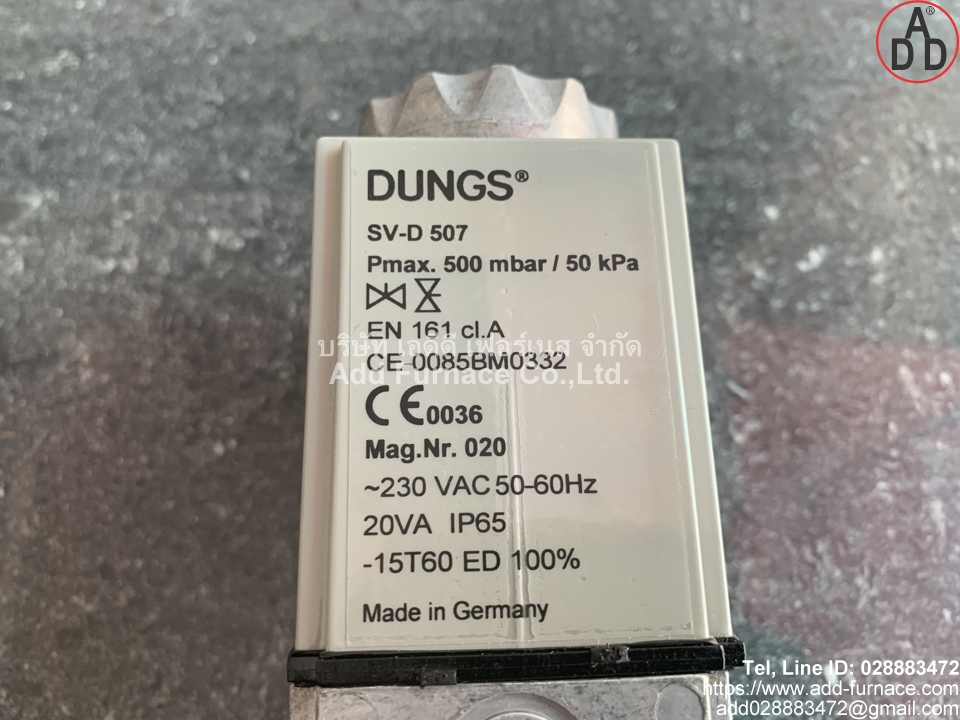 ADD®
DUNGS®
SV-D 507
Pmax. 500 mbar / 50 kPa
EN 161 cl.A
บริษัท เอดดี เฟอร์เนส จำกัด
CE-0085BM0332
Add Furnace Co.,Ltd.
CE0036
Mag.Nr. 020
~230 VAC 50-60Hz
20VA IP65
-15T60 ED 100%
Made in Germany
Tel, Line ID: 028883472
https://www.add-furnace.com
add028883472@gmail.com